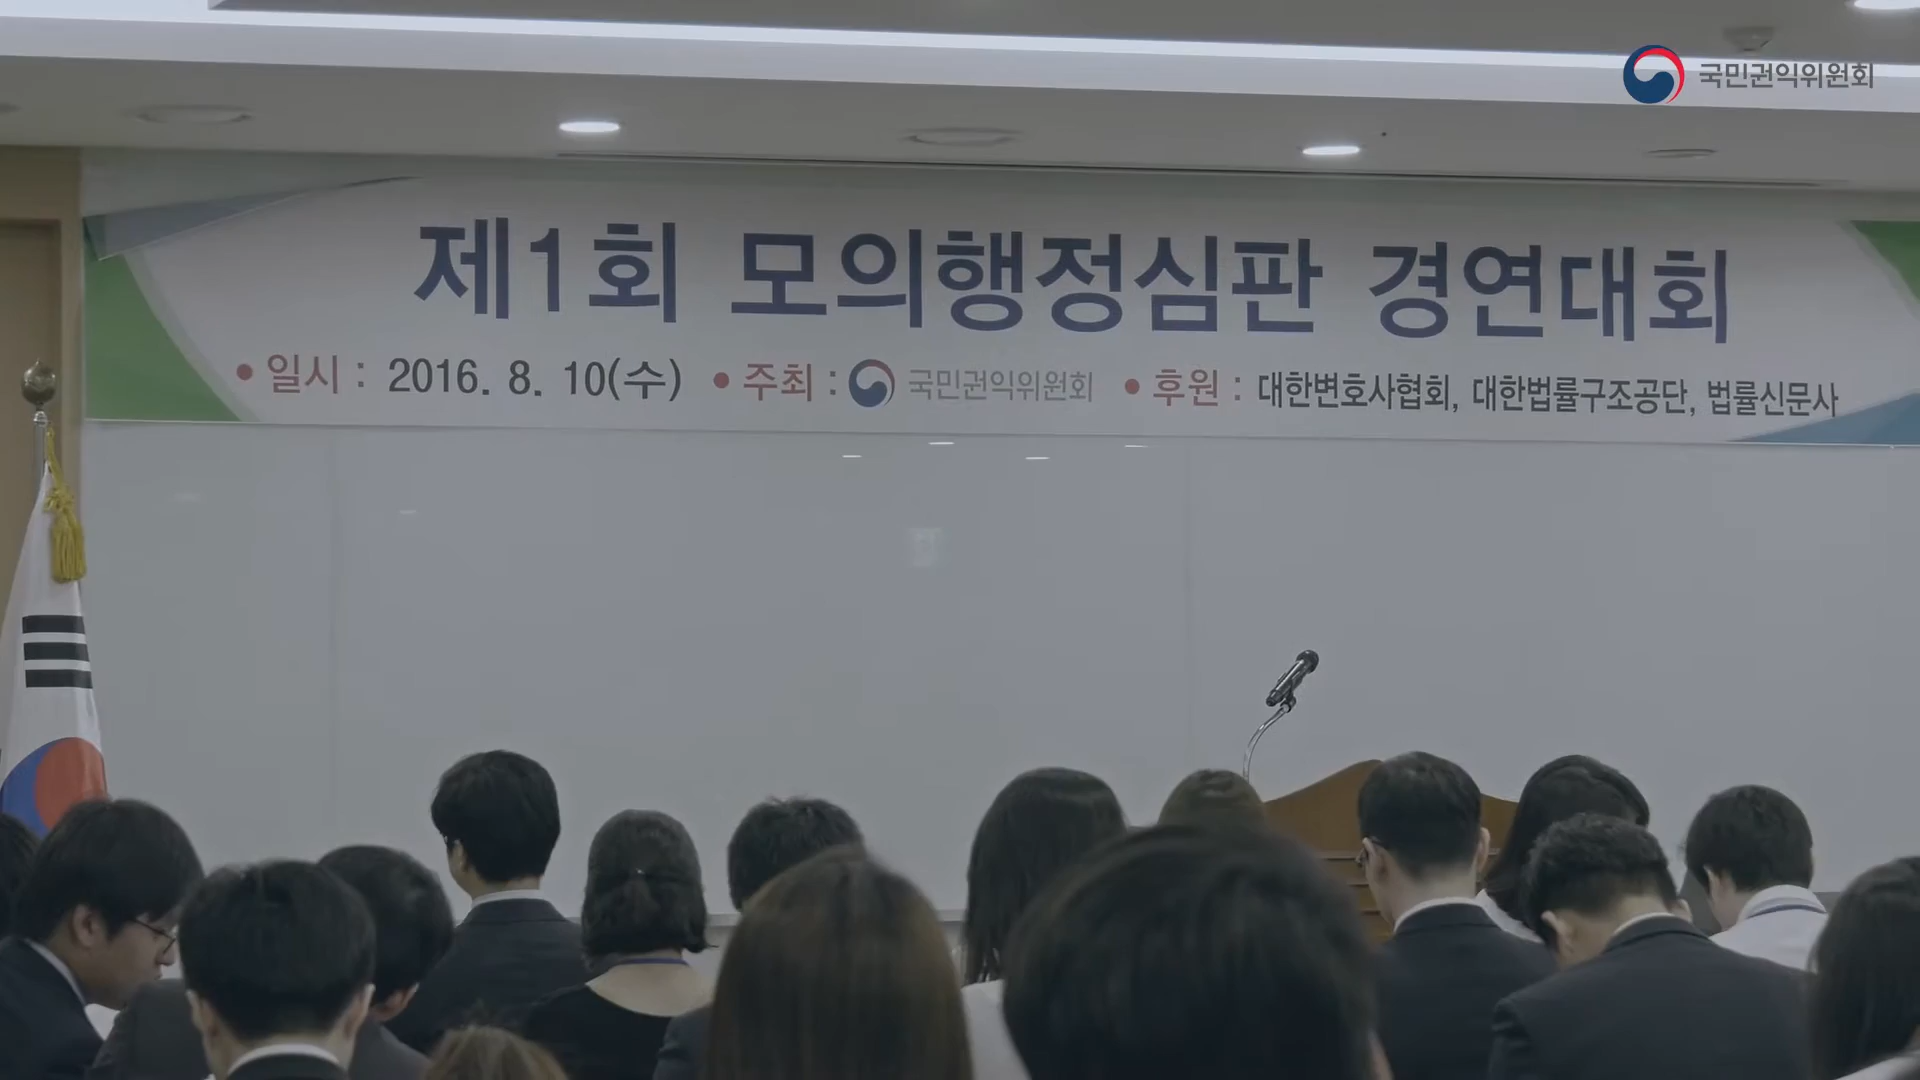 국민권익위원회
제1회 모의행정심판 경연대회
• 일시 : 2016. 8. 10(수) • 주최 : 국민권익위원회 • 후원 : 대한변호사협회, 대한법률구조공단, 법률신문사